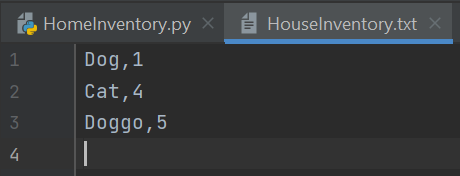 HomeInventory.py HouseInventory.txt
1 Dog,1
2 Cat,4
3 Doggo,5
4